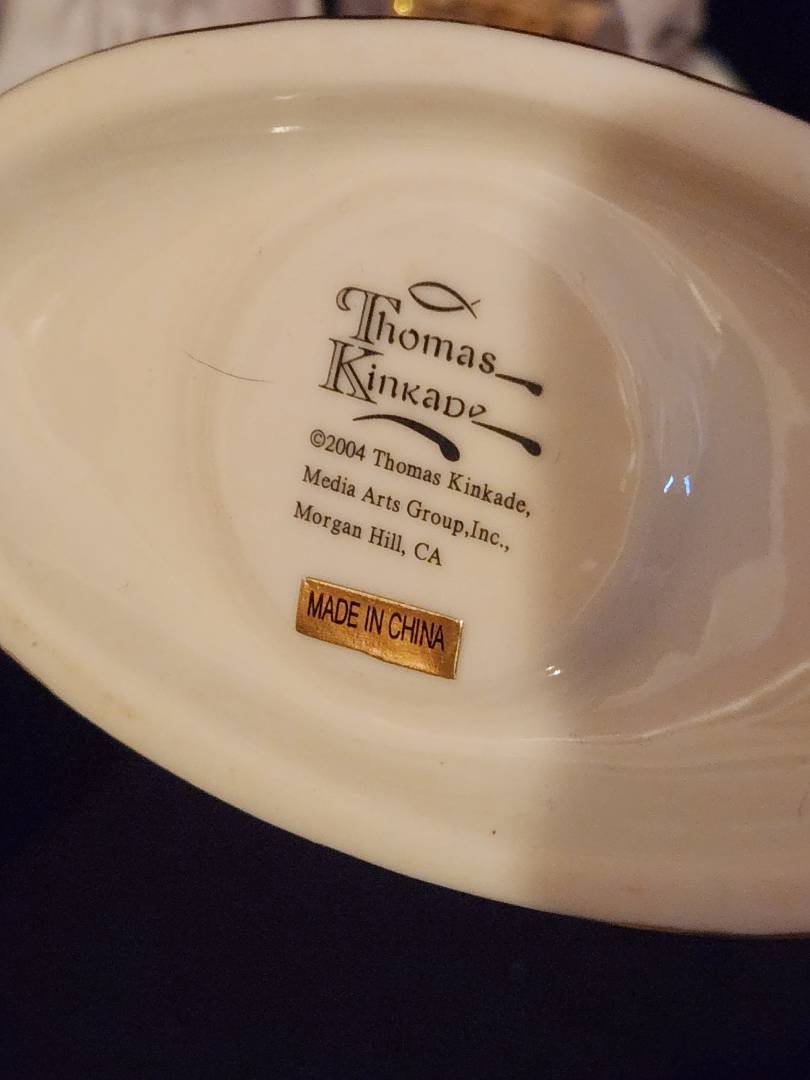 Thomas
Kinkade
©2004 Thomas Kinkade,
Media Arts Group,Inc.,
Morgan Hill, CA
MADE IN CHINA